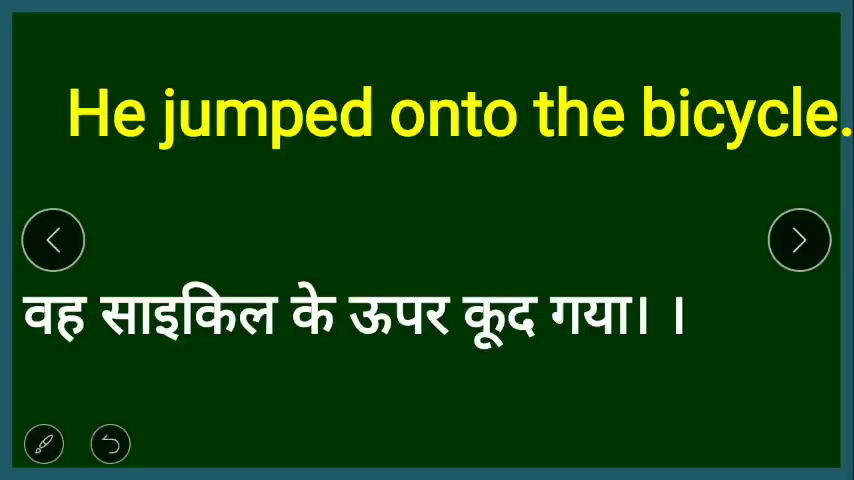 He jumped onto the bicycle.
वह साइकिल के ऊपर कूद गया। ।